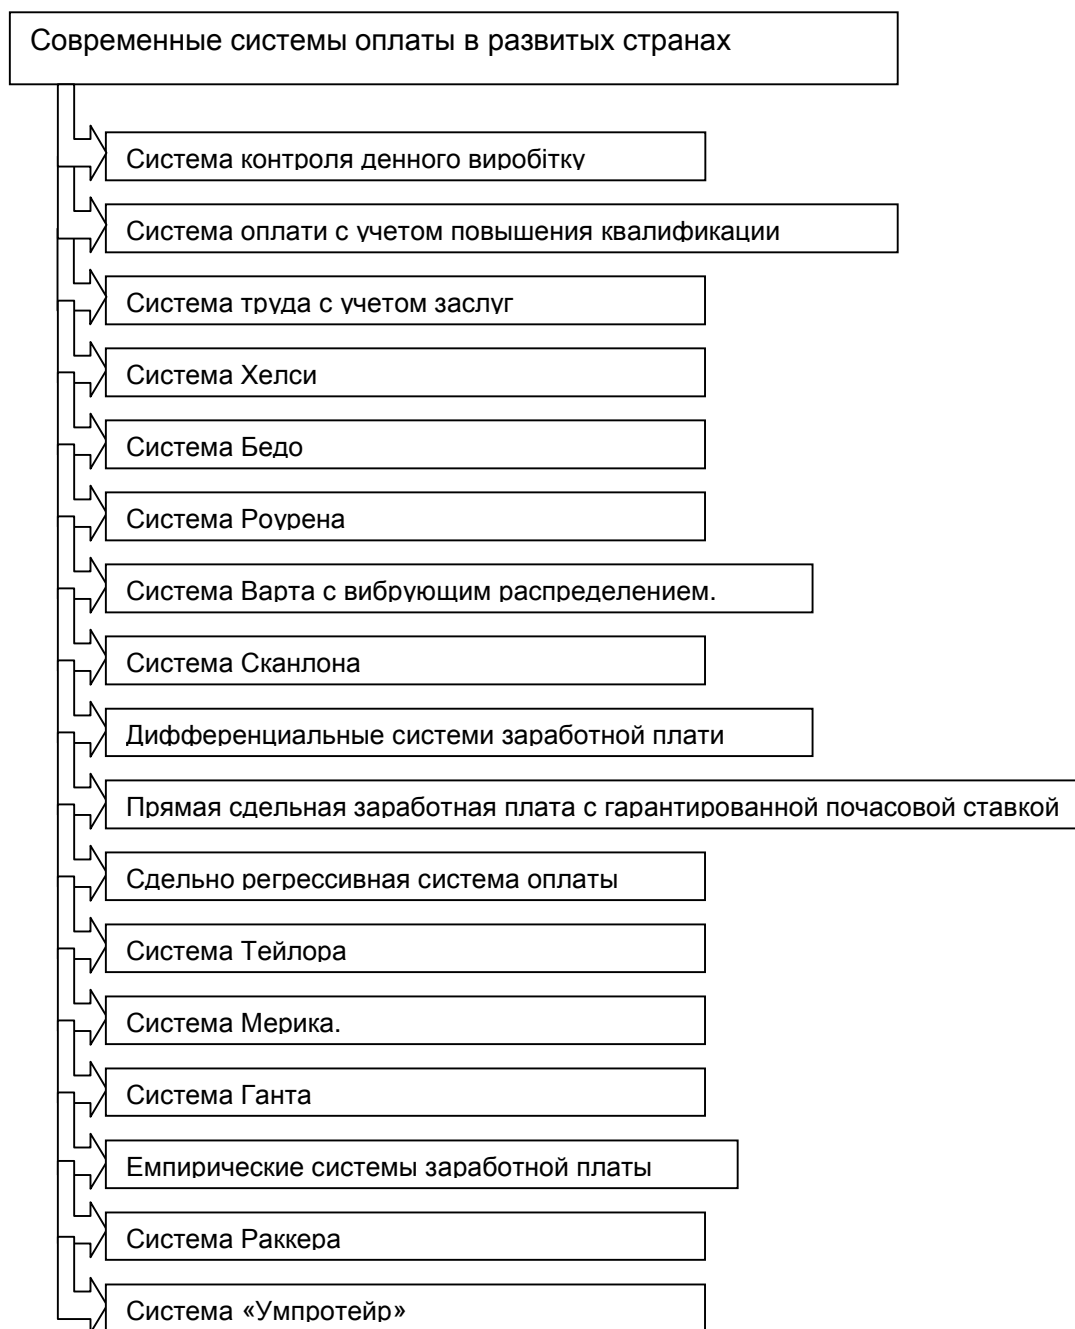 Современные системы оплаты в развитых странах
Система контроля денного виробітку
Система оплати с учетом повышения квалификации
Система труда с учетом заслуг
Система Хелси
Система Бедо
Система Роурена
Система Варта с вибрующим распределением.
Система Сканлона
Дифференциальные системи заработной плати
Прямая сдельная заработная плата с гарантированной почасовой ставкой
Сдельно регрессивная система оплаты
Система Тейлора
Система Мерика.
Система Ганта
Емпирические системы заработной платы
Система Раккера
Система «Умпротейр»